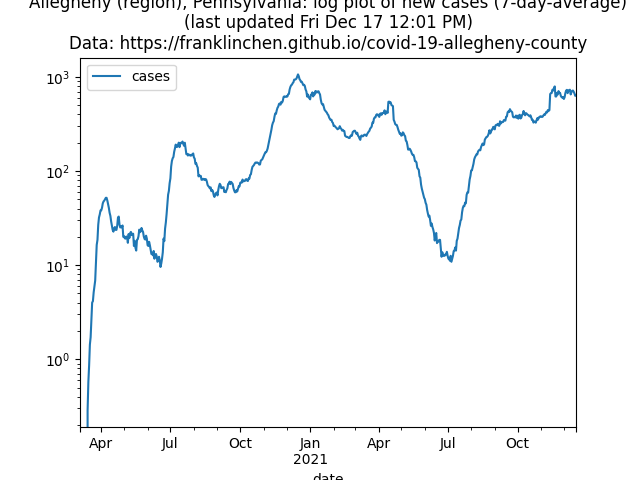 Allegheny (region), Pennsylvania: log plot of new cases (7-day-average)
(last updated Fri Dec 17 12:01 PM)
Data: https://franklinchen.github.io/covid-19-allegheny-county
cases
10³
10²
10¹
10⁰
Apr Jul Oct Jan Apr Jul Oct
2021
date